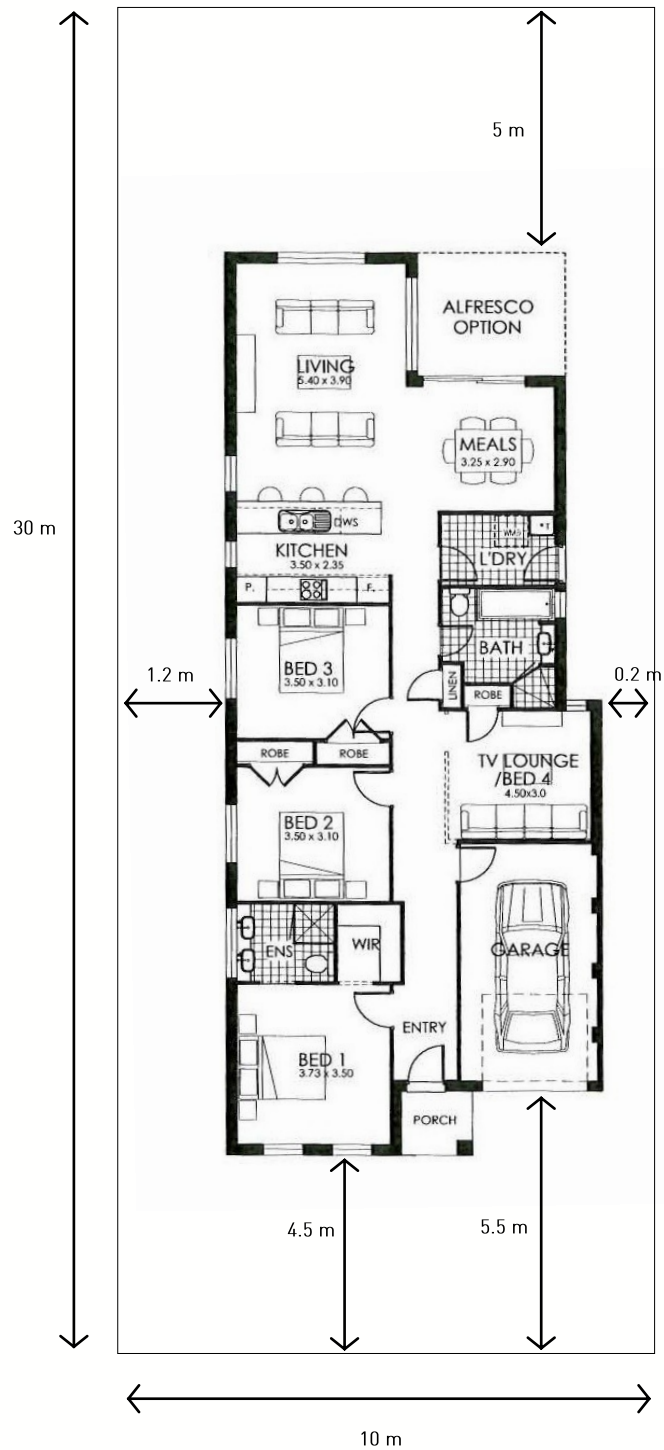 5 m
ALFRESCO
OPTION
LIVING
5.40 x 3.90
MEALS
3.25 x 2.90
30 m
DWS
KITCHEN
3.50 x 2.35
WMS
T
L'DRY
P.
F.
BATH
BED 3
3.50 x 3.10
1.2 m
0.2 m
LINEN
ROBE
ROBE
ROBE
TV LOUNGE
/BED 4
4.50x3.0
BED 2
3.50 x 3.10
ENS
WIR
GARAGE
ENTRY
BED 1
3.73 x 3.50
PORCH
4.5 m
5.5 m
10 m